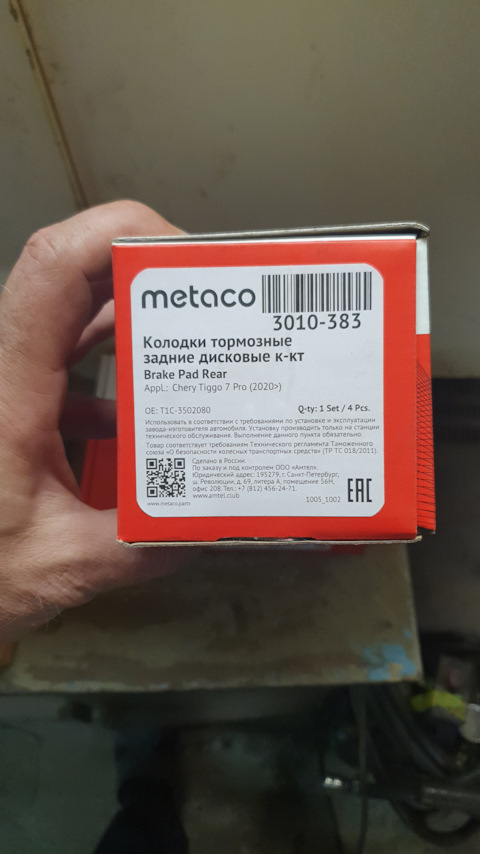 metaco
3010-383
Колодки тормозные
задние дисковые к-кт
Brake Pad Rear
Appl.: Chery Tiggo 7 Pro (2020>)
OE: T1C-3502080
Q-ty: 1 Set / 4 Pcs.
Использовать в соответствии с требованиями по установке и эксплуатации
завода-изготовителя автомобиля. Установку производить только на станции
технического обслуживания. Выполнение данного пункта обязательно.
Товар соответствует требованиям Технического регламента Таможенного
союза «О безопасности колесных транспортных средств» (ТР ТС 018/2011).
Сделано в России.
По заказу и под контролем ООО «Амтел».
Юридический адрес: 195279, г. Санкт-Петербург,
ш. Революции, д. 69, литера А, помещение 56Н,
офис 208. Тел.: +7 (812) 456-24-71.
www.amtel.club
www.metaco.parts
1005_1002
EAC